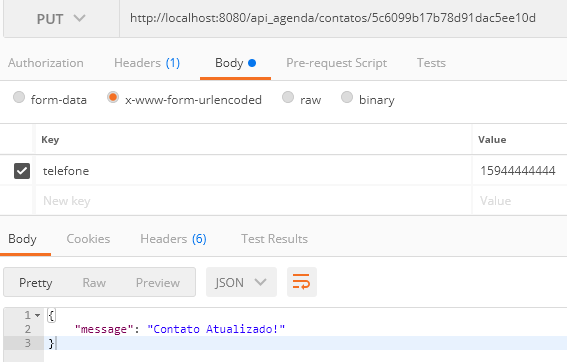 PUT http://localhost:8080/api_agenda/contatos/5c6099b17b78d91dac5ee10d
Authorization Headers (1) Body Pre-request Script Tests
form-data x-www-form-urlencoded raw binary
Key Value
telefone 15944444444
New key Value
Body Cookies Headers (6) Test Results
Pretty Raw Preview JSON
1 {
2 "message": "Contato Atualizado!"
3 }